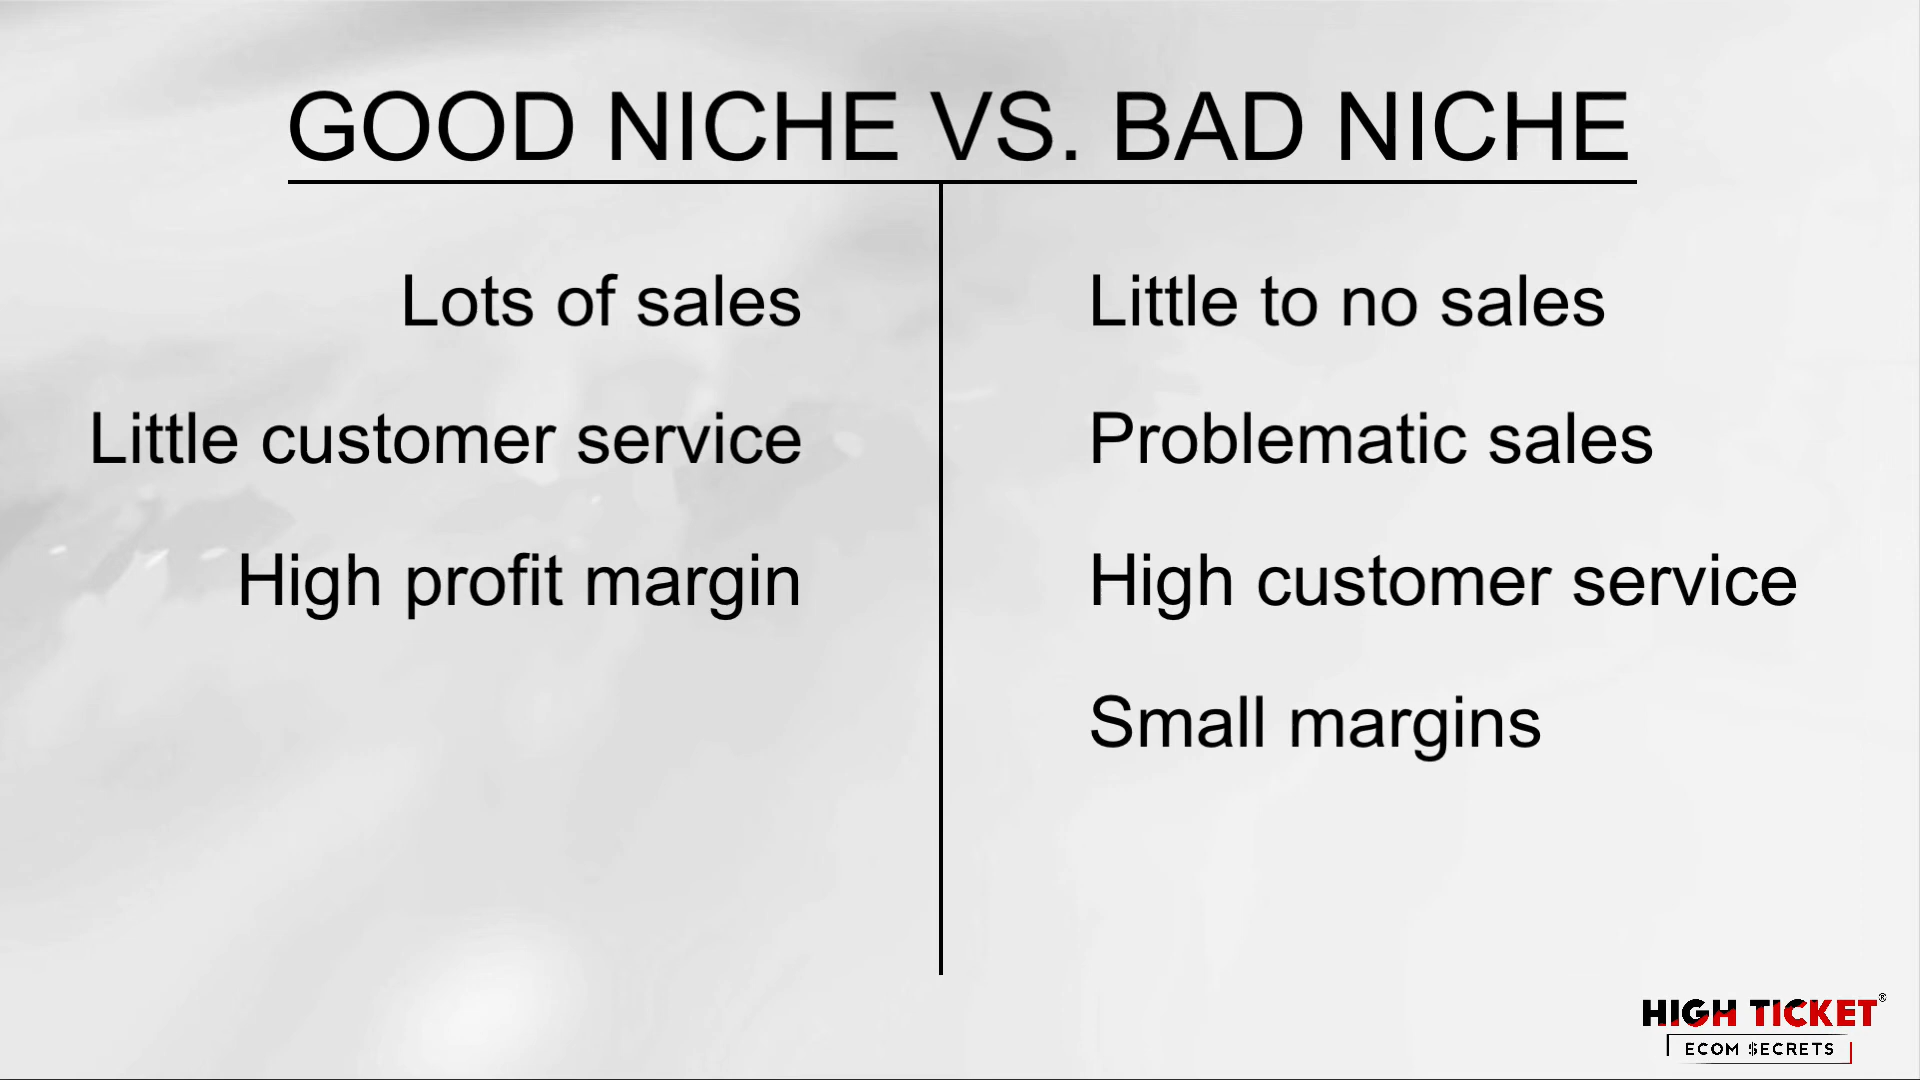 GOOD NICHE VS. BAD NICHE
Lots of sales
Little customer service
High profit margin
Little to no sales
Problematic sales
High customer service
Small margins
HIGH TICKET®
ECOM $ECRETS